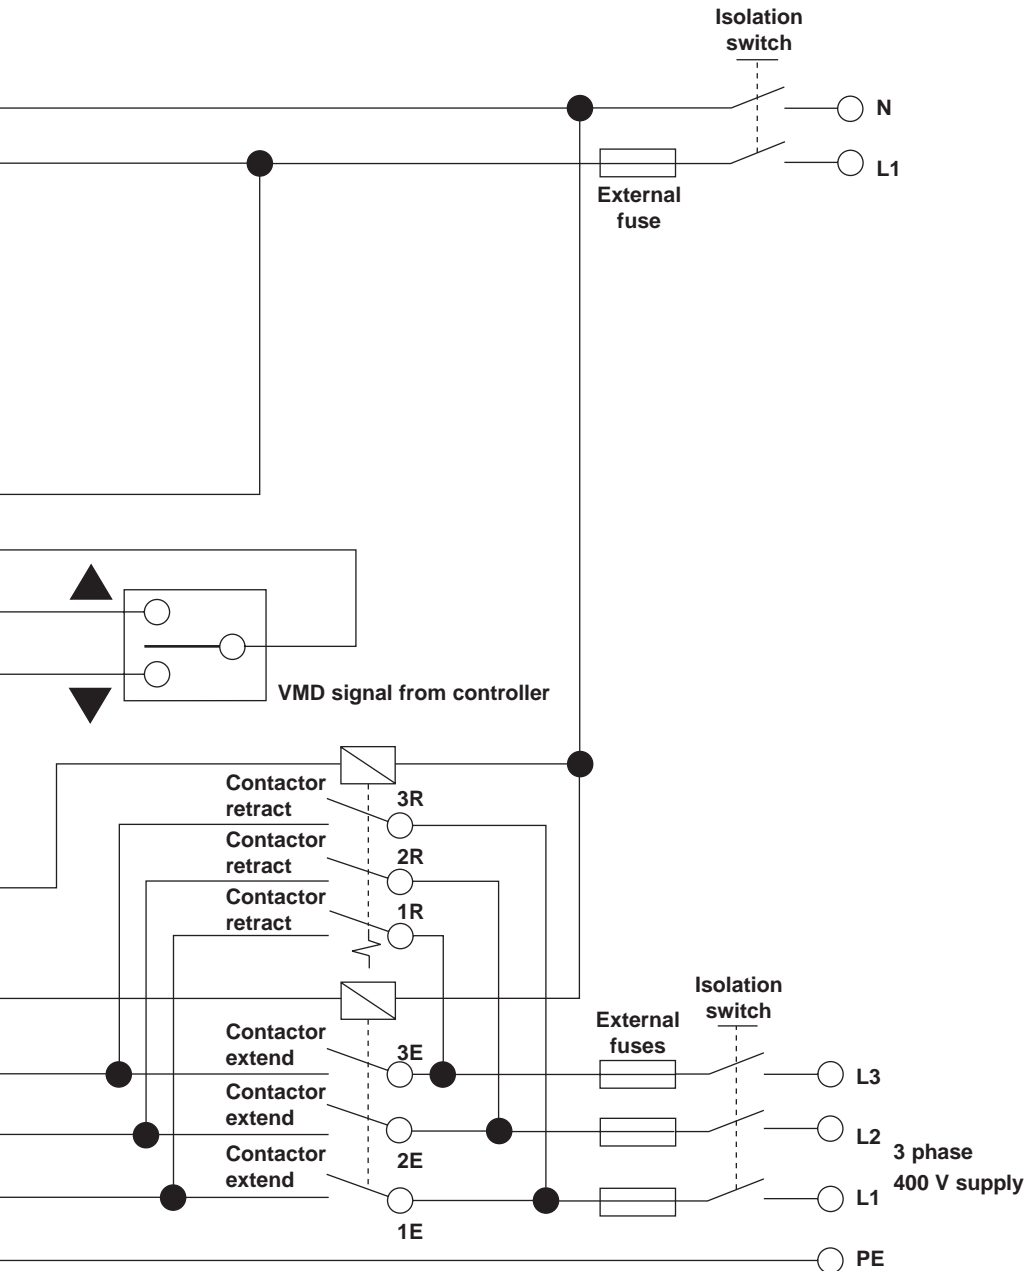 Isolation
switch
N
L1
External
fuse
VMD signal from controller
Contactor
retract
3R
Contactor
retract
2R
Contactor
retract
1R
Isolation
switch
External
fuses
Contactor
extend
3E
L3
Contactor
extend
2E
L2
3 phase
400 V supply
Contactor
extend
1E
L1
PE